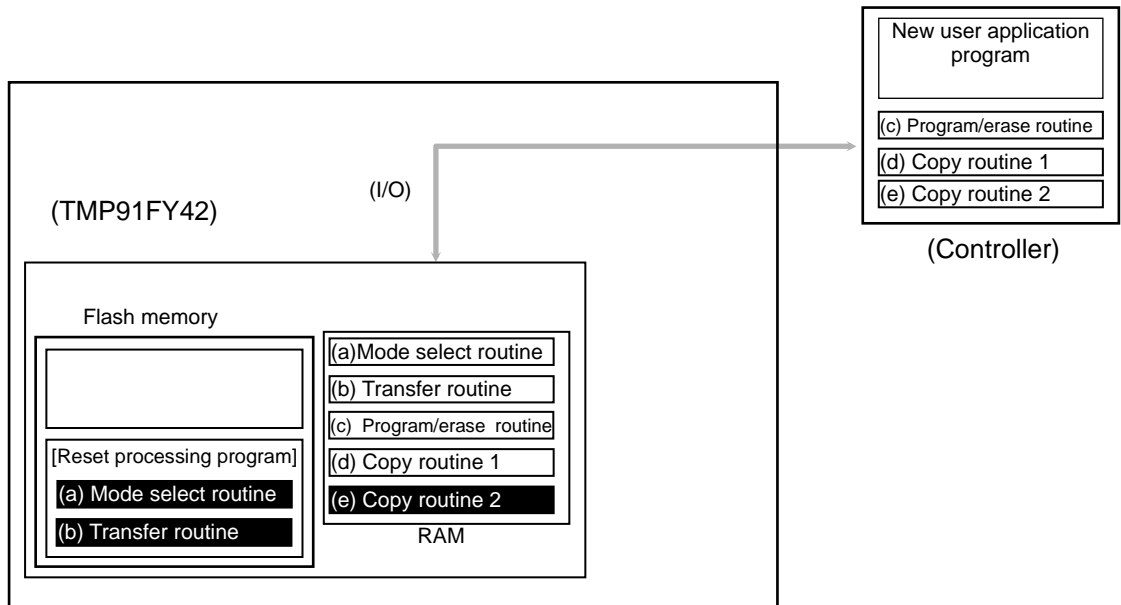 New user application
program
(c) Program/erase routine
(d) Copy routine 1
(e) Copy routine 2
(Controller)
(I/O)
(TMP91FY42)
Flash memory
[Reset processing program]
(a) Mode select routine
(b) Transfer routine
(a)Mode select routine
(b) Transfer routine
(c) Program/erase routine
(d) Copy routine 1
(e) Copy routine 2
RAM